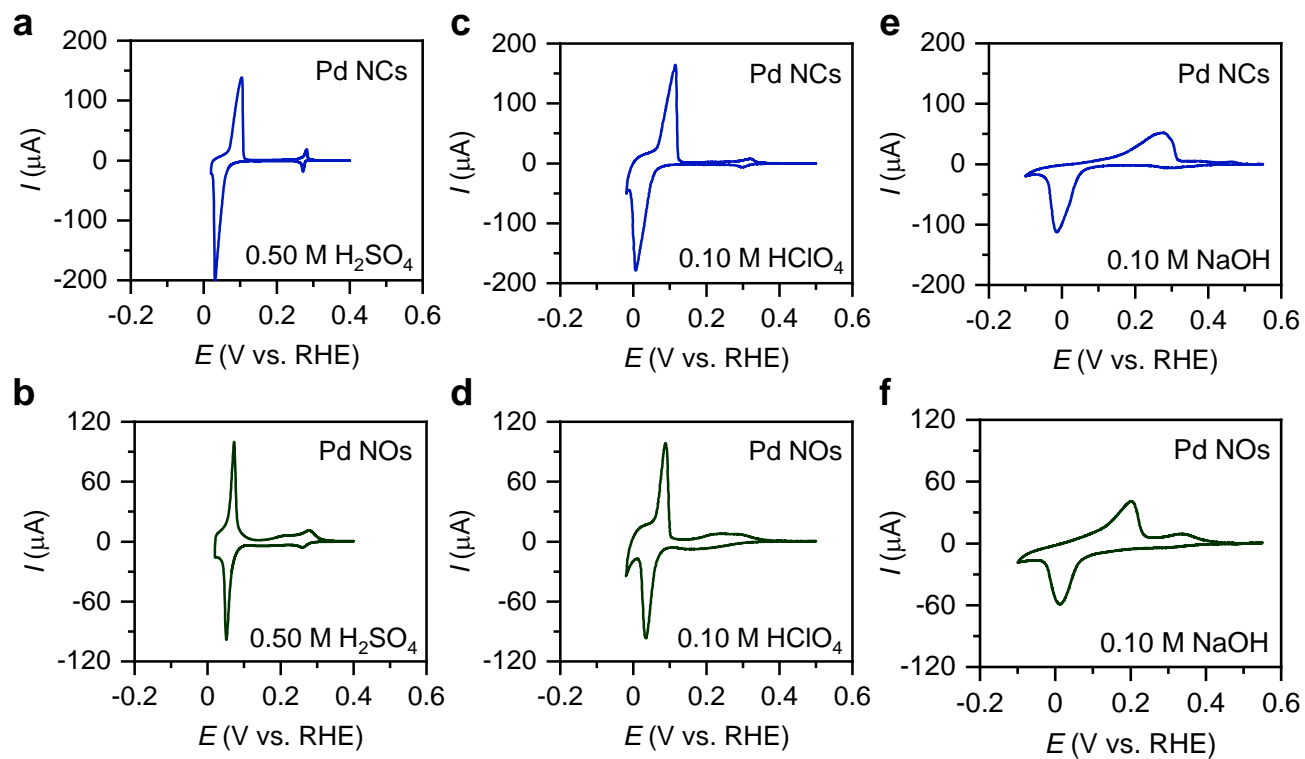 a
200
100
0
-100
-200
I (μA)
Pd NCs
0.50 M H₂SO₄
-0.2 0 0.2 0.4 0.6
E (V vs. RHE)
c
200
100
0
-100
-200
I (μA)
Pd NCs
0.10 M HClO₄
-0.2 0 0.2 0.4 0.6
E (V vs. RHE)
e
200
100
0
-100
-200
I (μA)
Pd NCs
0.10 M NaOH
-0.2 0 0.2 0.4 0.6
E (V vs. RHE)
b
120
60
0
-60
-120
I (μA)
Pd NOs
0.50 M H₂SO₄
-0.2 0 0.2 0.4 0.6
E (V vs. RHE)
d
120
60
0
-60
-120
I (μA)
Pd NOs
0.10 M HClO₄
-0.2 0 0.2 0.4 0.6
E (V vs. RHE)
f
120
60
0
-60
-120
I (μA)
Pd NOs
0.10 M NaOH
-0.2 0 0.2 0.4 0.6
E (V vs. RHE)